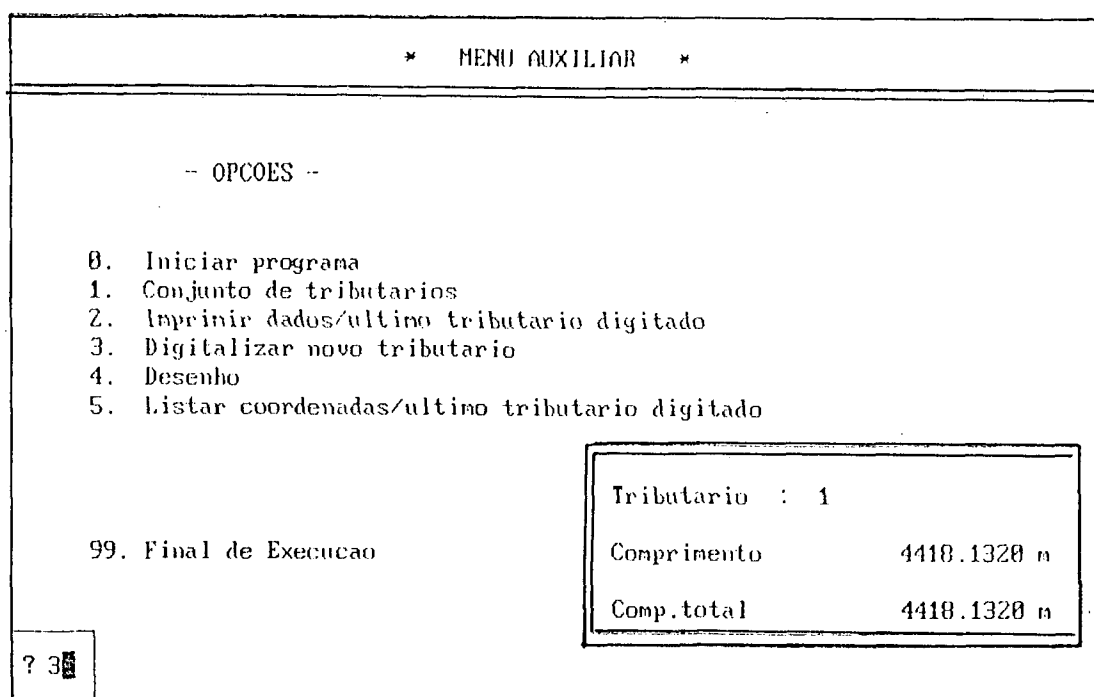 * MENU AUXILIAR *
-- OPCOES --
0. Iniciar programa
1. Conjunto de tributarios
2. Imprimir dados/ultimo tributario digitado
3. Digitalizar novo tributario
4. Desenho
5. Listar coordenadas/ultimo tributario digitado
Tributario : 1
99. Final de Execucao
Comprimento 4418.1320 m
Comp.total 4418.1320 m
? 3